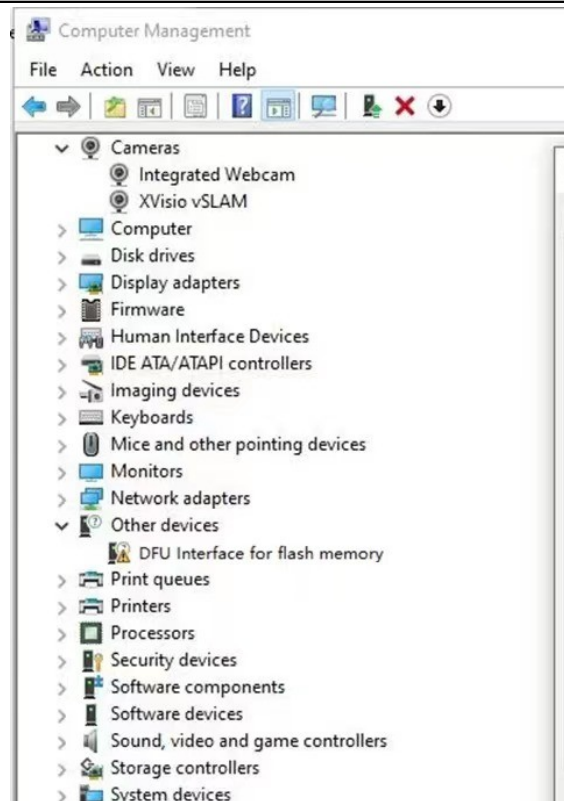 Computer Management
File Action View Help
Cameras
Integrated Webcam
XVisio vSLAM
Computer
Disk drives
Display adapters
Firmware
Human Interface Devices
IDE ATA/ATAPI controllers
Imaging devices
Keyboards
Mice and other pointing devices
Monitors
Network adapters
Other devices
DFU Interface for flash memory
Print queues
Printers
Processors
Security devices
Software components
Software devices
Sound, video and game controllers
Storage controllers
System devices